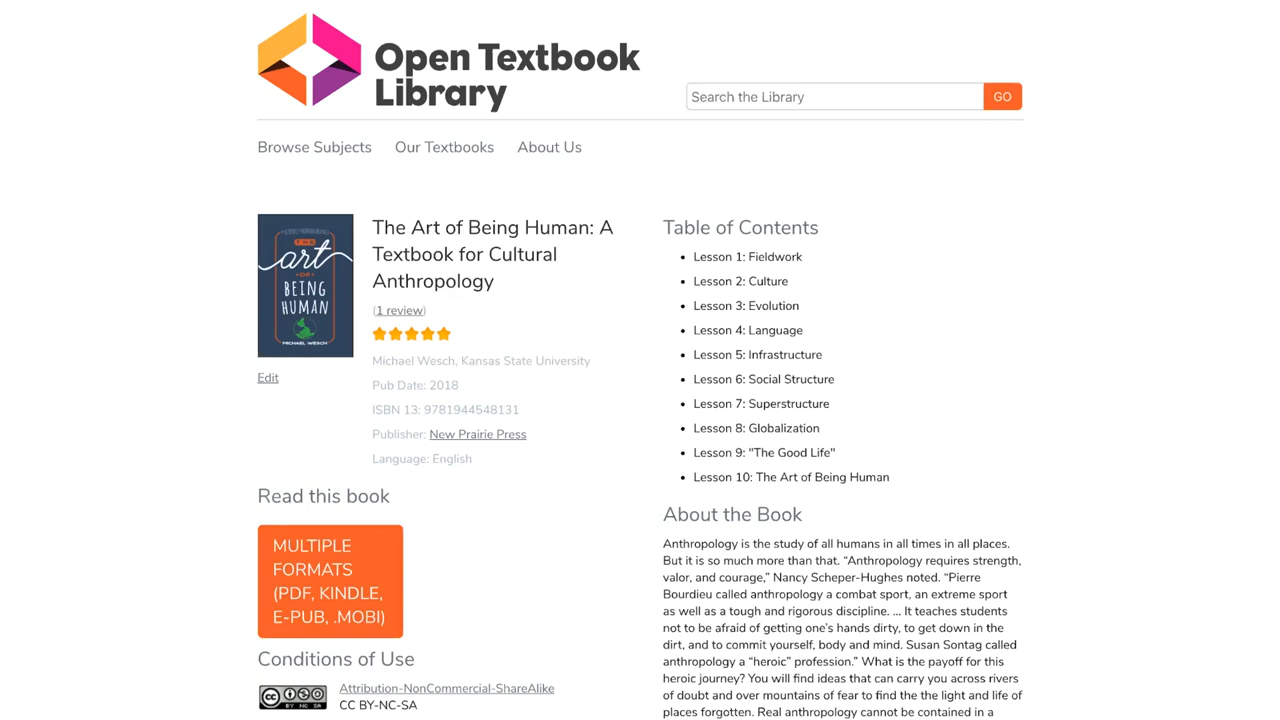 Open Textbook
Library
Search the Library
GO
Browse Subjects
Our Textbooks
About Us
THE
art
OF
BEING
HUMAN
MICHAEL WESCH
Edit
The Art of Being Human: A
Textbook for Cultural
Anthropology
(1 review)
Michael Wesch, Kansas State University
Pub Date: 2018
ISBN 13: 9781944548131
Publisher: New Prairie Press
Language: English
Read this book
MULTIPLE
FORMATS
(PDF, KINDLE,
E-PUB, .MOBI)
Conditions of Use
cc
BY NC SA
Attribution-NonCommercial-ShareAlike
CC BY-NC-SA
Table of Contents
Lesson 1: Fieldwork
Lesson 2: Culture
Lesson 3: Evolution
Lesson 4: Language
Lesson 5: Infrastructure
Lesson 6: Social Structure
Lesson 7: Superstructure
Lesson 8: Globalization
Lesson 9: "The Good Life"
Lesson 10: The Art of Being Human
About the Book
Anthropology is the study of all humans in all times in all places.
But it is so much more than that. “Anthropology requires strength,
valor, and courage,” Nancy Scheper-Hughes noted. “Pierre
Bourdieu called anthropology a combat sport, an extreme sport
as well as a tough and rigorous discipline. … It teaches students
not to be afraid of getting one’s hands dirty, to get down in the
dirt, and to commit yourself, body and mind. Susan Sontag called
anthropology a “heroic” profession.” What is the payoff for this
heroic journey? You will find ideas that can carry you across rivers
of doubt and over mountains of fear to find the the light and life of
places forgotten. Real anthropology cannot be contained in a